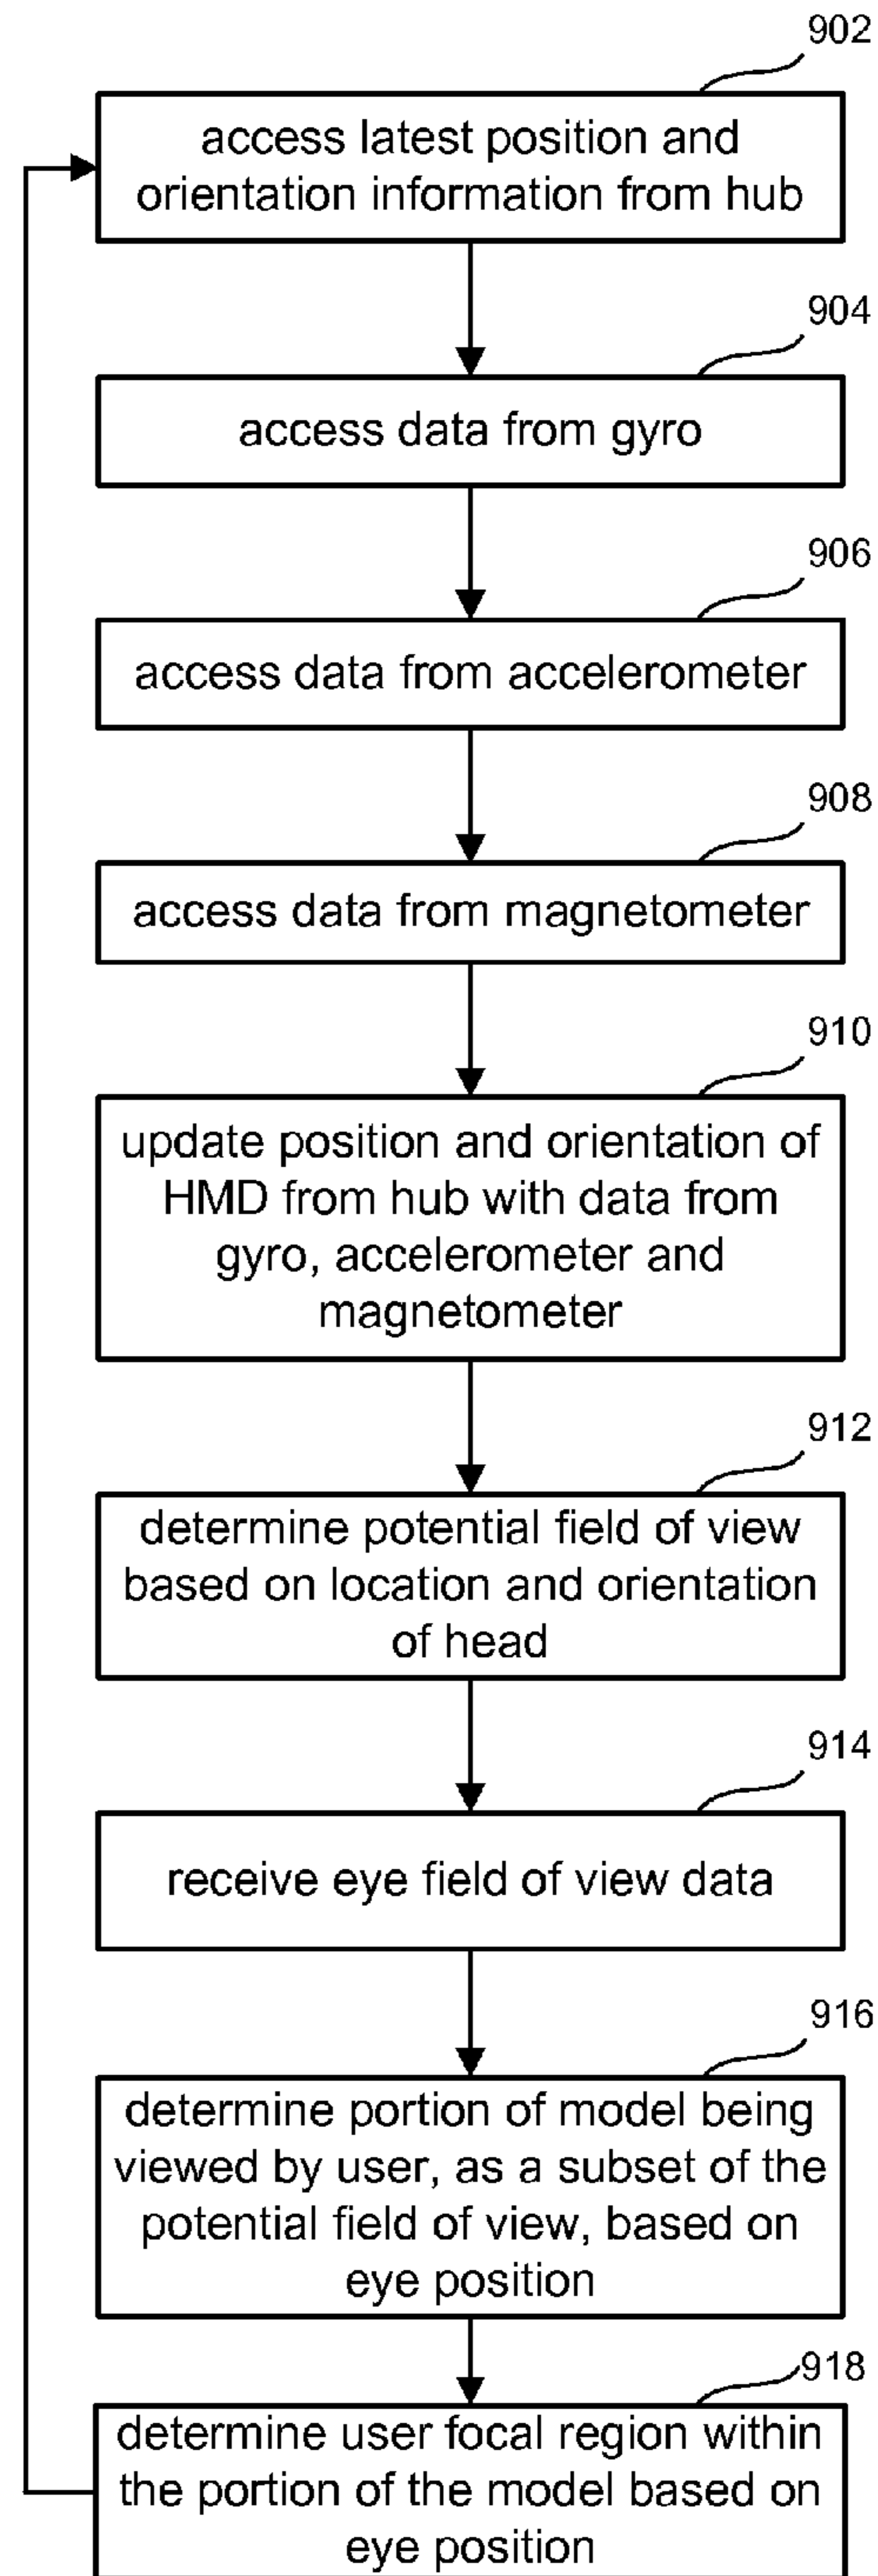 902
access latest position and
orientation information from hub
904
access data from gyro
906
access data from accelerometer
908
access data from magnetometer
910
update position and orientation of
HMD from hub with data from
gyro, accelerometer and
magnetometer
912
determine potential field of view
based on location and orientation
of head
914
receive eye field of view data
916
determine portion of model being
viewed by user, as a subset of the
potential field of view, based on
eye position
918
determine user focal region within
the portion of the model based on
eye position